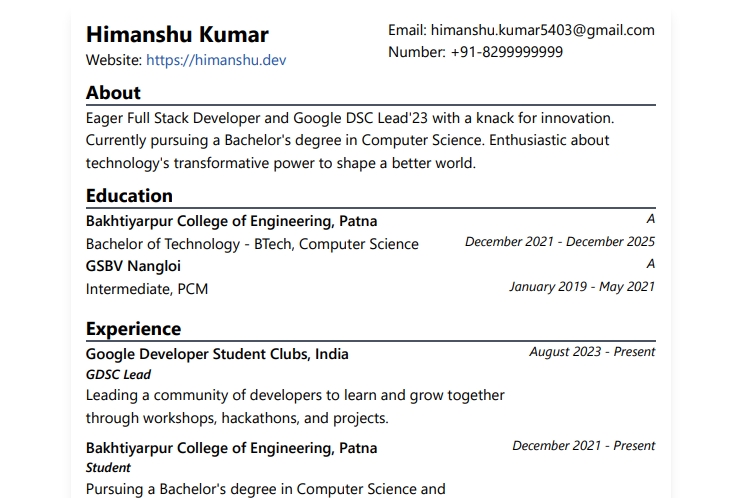 Himanshu Kumar
Email: himanshu.kumar5403@gmail.com
Website: https://himanshu.dev
Number: +91-8299999999
About
Eager Full Stack Developer and Google DSC Lead'23 with a knack for innovation.
Currently pursuing a Bachelor's degree in Computer Science. Enthusiastic about
technology's transformative power to shape a better world.
Education
Bakhtiyarpur College of Engineering, Patna
A
Bachelor of Technology - BTech, Computer Science
December 2021 - December 2025
GSBV Nangloi
A
Intermediate, PCM
January 2019 - May 2021
Experience
Google Developer Student Clubs, India
August 2023 - Present
GDSC Lead
Leading a community of developers to learn and grow together
through workshops, hackathons, and projects.
Bakhtiyarpur College of Engineering, Patna
December 2021 - Present
Student
Pursuing a Bachelor's degree in Computer Science and